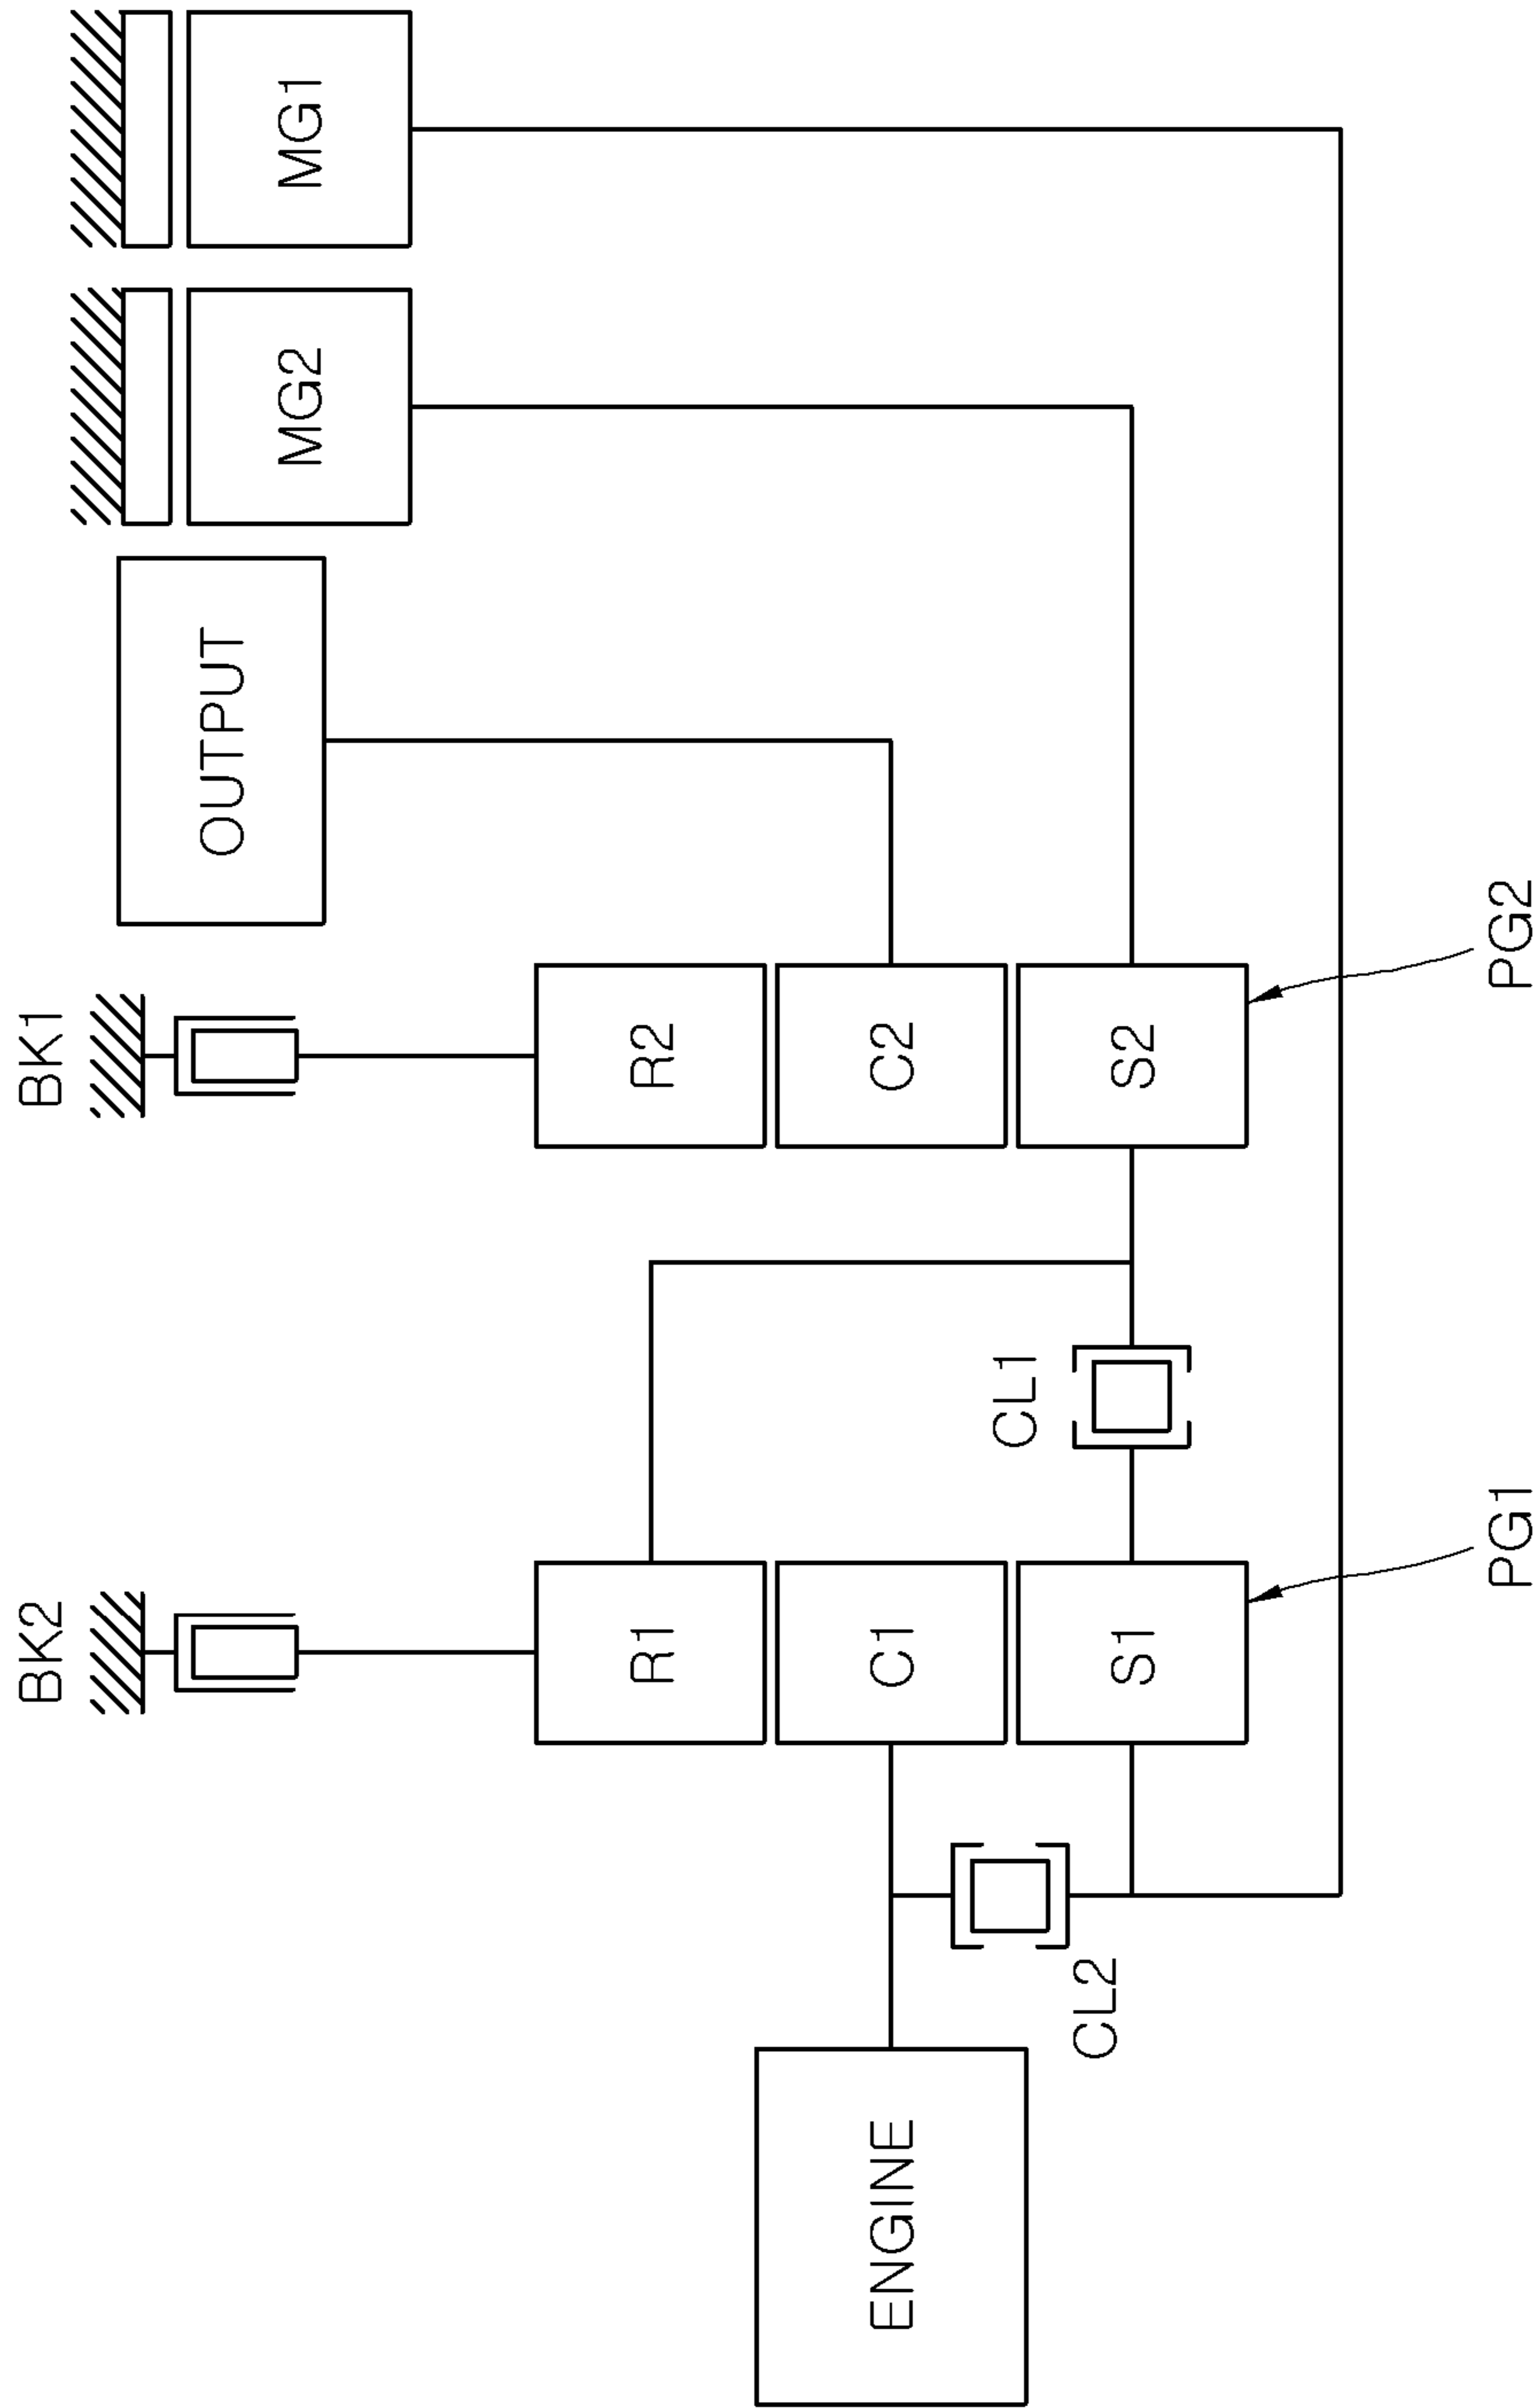 BK2
BK1
MG2
MG1
OUTPUT
R1
R2
ENGINE
C1
C2
CL1
CL2
S1
S2
PG1
PG2